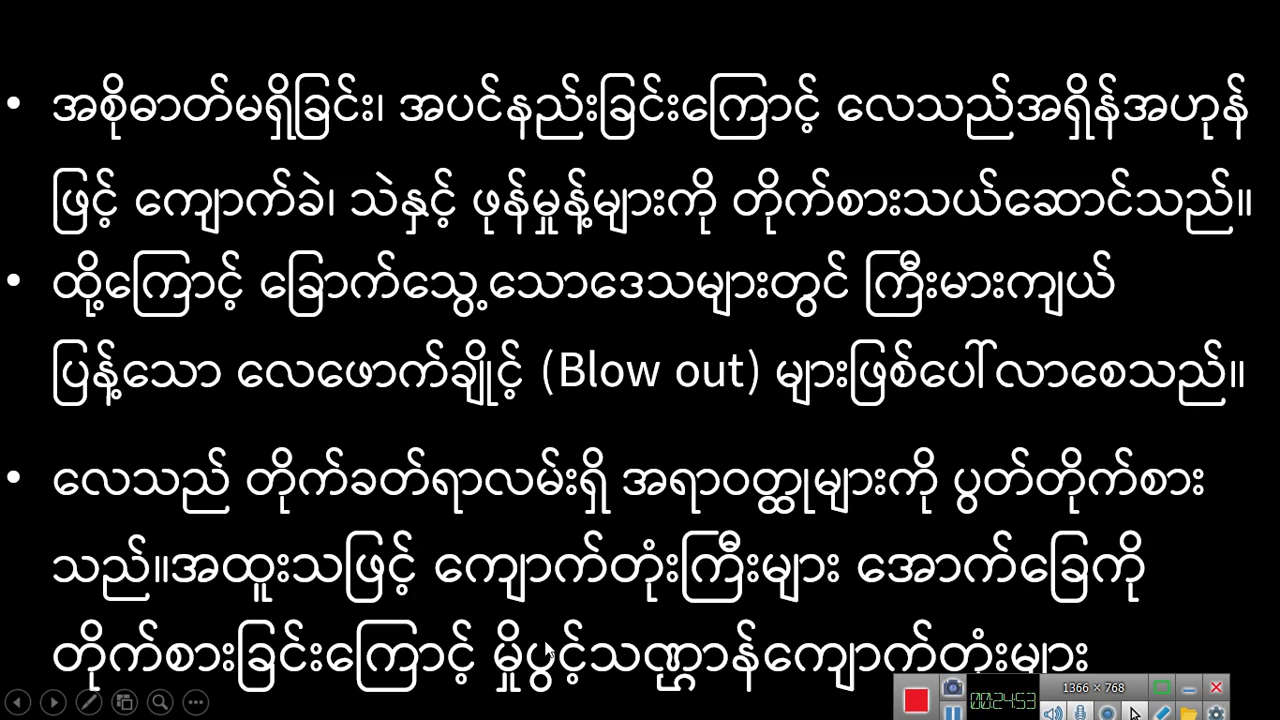 • အစိုဓာတ်မရှိခြင်း၊ အပင်နည်းခြင်းကြောင့် လေသည်အရှိန်အဟုန်
ဖြင့် ကျောက်ခဲ၊ သဲနှင့် ဖုန်မှုန့်များကို တိုက်စားသယ်ဆောင်သည်။
• ထို့ကြောင့် ခြောက်သွေ့သောဒေသများတွင် ကြီးမားကျယ်
ပြန့်သော လေဖောက်ချိုင့် (Blow out) များဖြစ်ပေါ်လာစေသည်။
• လေသည် တိုက်ခတ်ရာလမ်းရှိ အရာဝတ္ထုများကို ပွတ်တိုက်စား
သည်။အထူးသဖြင့် ကျောက်တုံးကြီးများ အောက်ခြေကို
တိုက်စားခြင်းကြောင့် မှိုပွင့်သဏ္ဌာန်ကျောက်တုံးများ
1366 × 768
00:24:53